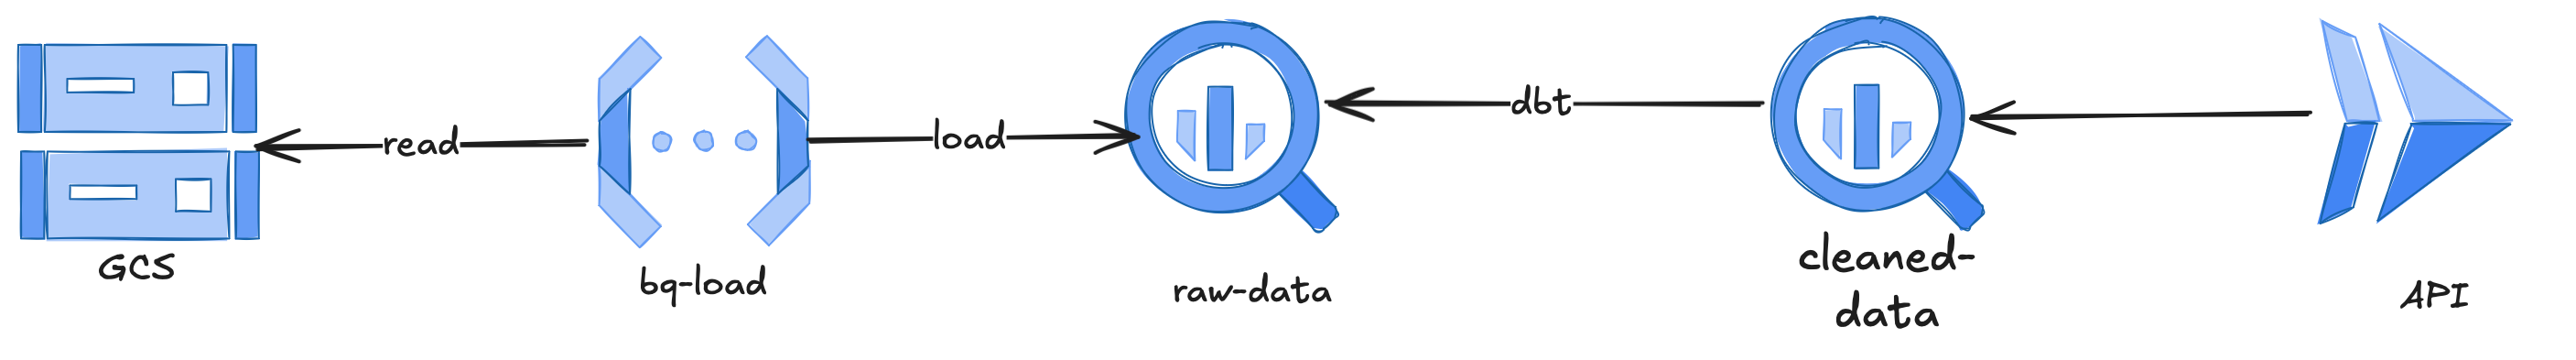 read
load
dbt
GCS
bq-load
raw-data
cleaned-
data
API